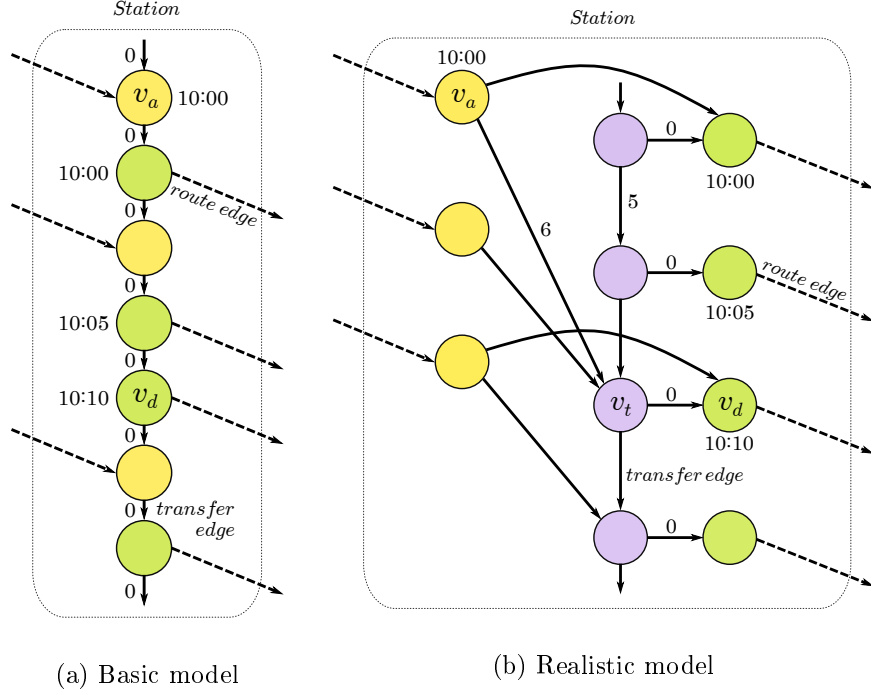 Station
0
v_a 10:00
0
10:00
route edge
0
0
10:05
0
10:10 v_d
0
0 transfer
edge
0
(a) Basic model
Station
10:00
v_a
0
10:00
5
6
0
route edge
10:05
v_t 0 v_d
10:10
transfer edge
0
(b) Realistic model